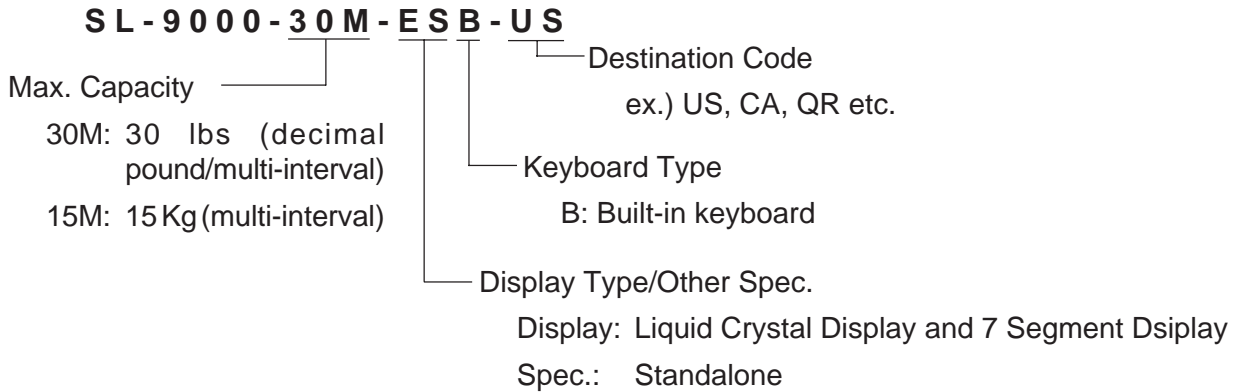 SL-9000-30M-ESB-US
Destination Code
ex.) US, CA, QR etc.
Max. Capacity
30M: 30 lbs (decimal
pound/multi-interval)
15M: 15 Kg (multi-interval)
Keyboard Type
B: Built-in keyboard
Display Type/Other Spec.
Display: Liquid Crystal Display and 7 Segment Dsiplay
Spec.: Standalone